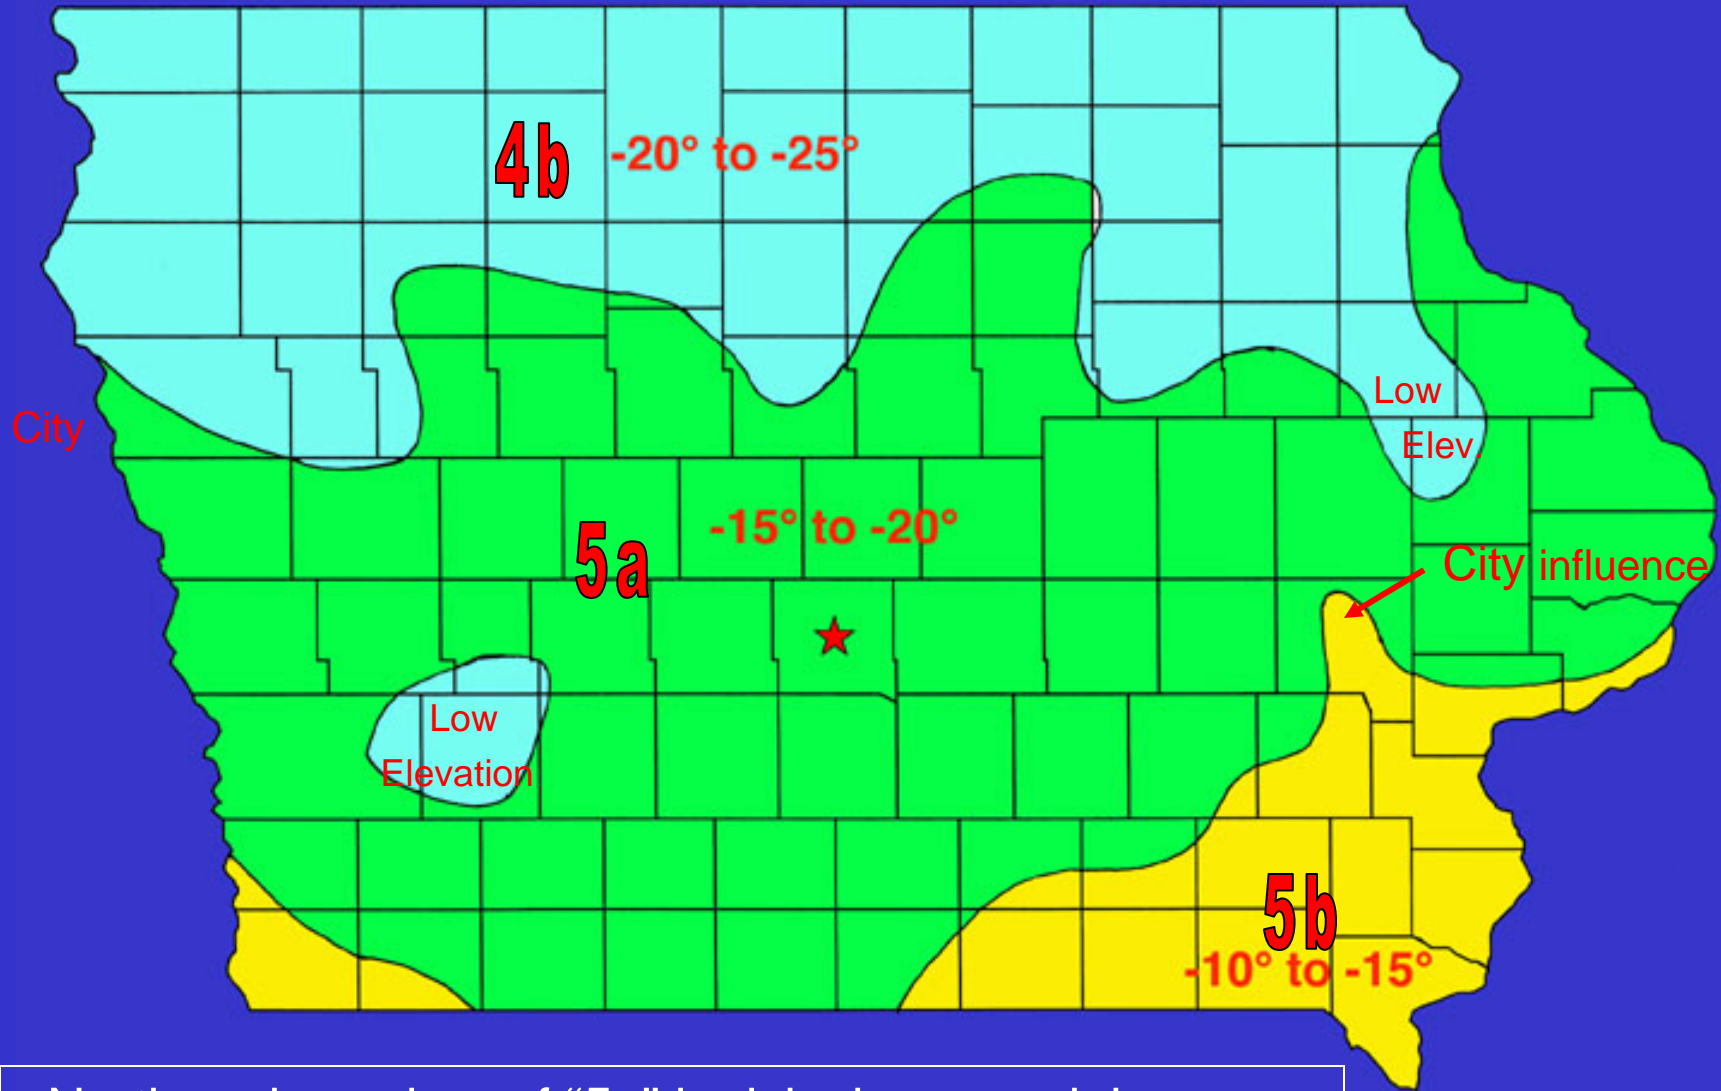 4b
-20° to -25°
Low
Elev.
City
-15° to -20°
5a
City influence
Low
Elevation
5b
-10° to -15°